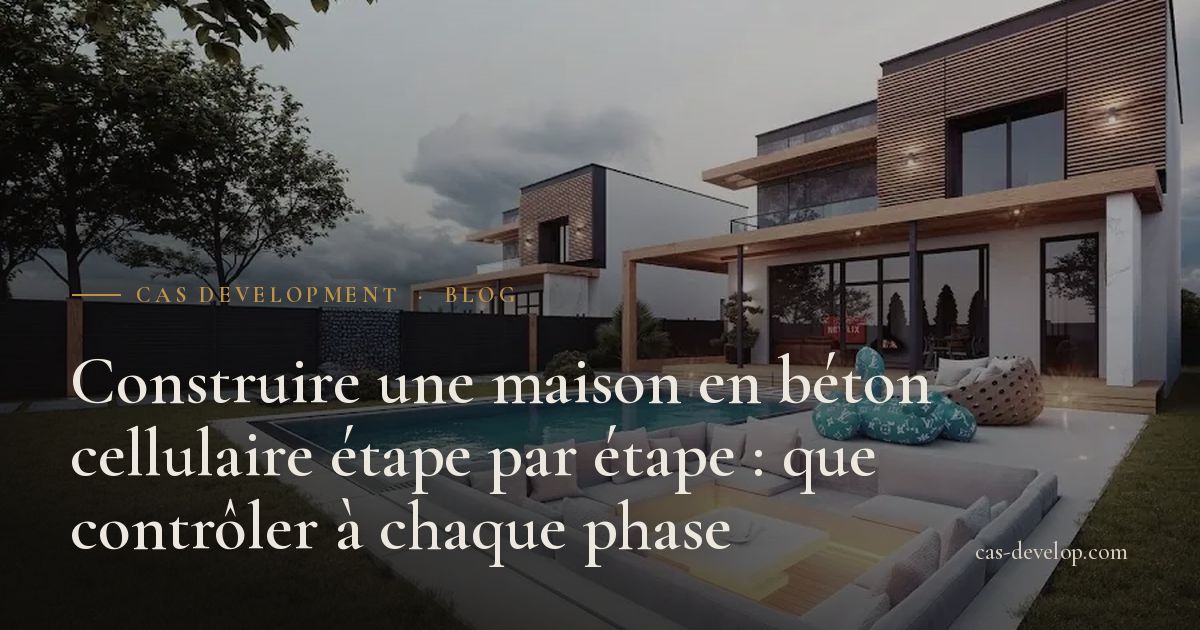 CAS DEVELOPMENT · BLOG
Construire une maison en béton
cellulaire étape par étape : que
contrôler à chaque phase
cas-develop.com
NETFLIX